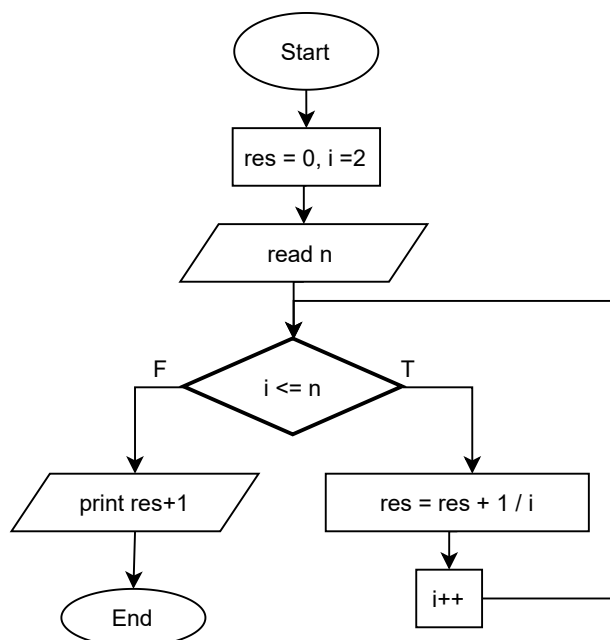 Start
res = 0, i =2
read n
i <= n
F
T
print res+1
res = res + 1 / i
i++
End